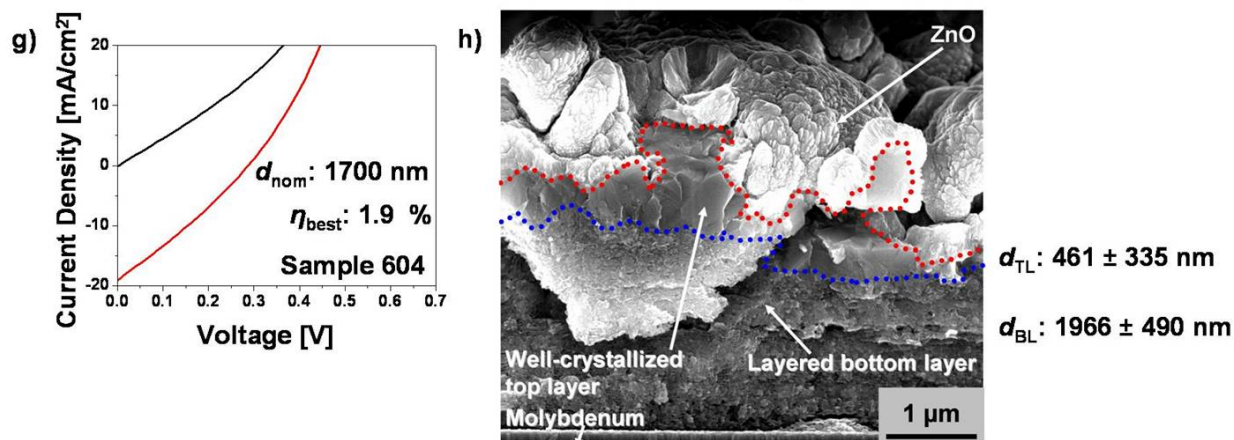 g)
20
10
0
-10
-20
Current Density [mA/cm²]
d_nom: 1700 nm
η_best: 1.9 %
Sample 604
0.0 0.1 0.2 0.3 0.4 0.5 0.6 0.7
Voltage [V]
h)
ZnO
Well-crystallized
top layer
Layered bottom layer
Molybdenum
1 µm
d_TL: 461 ± 335 nm
d_BL: 1966 ± 490 nm